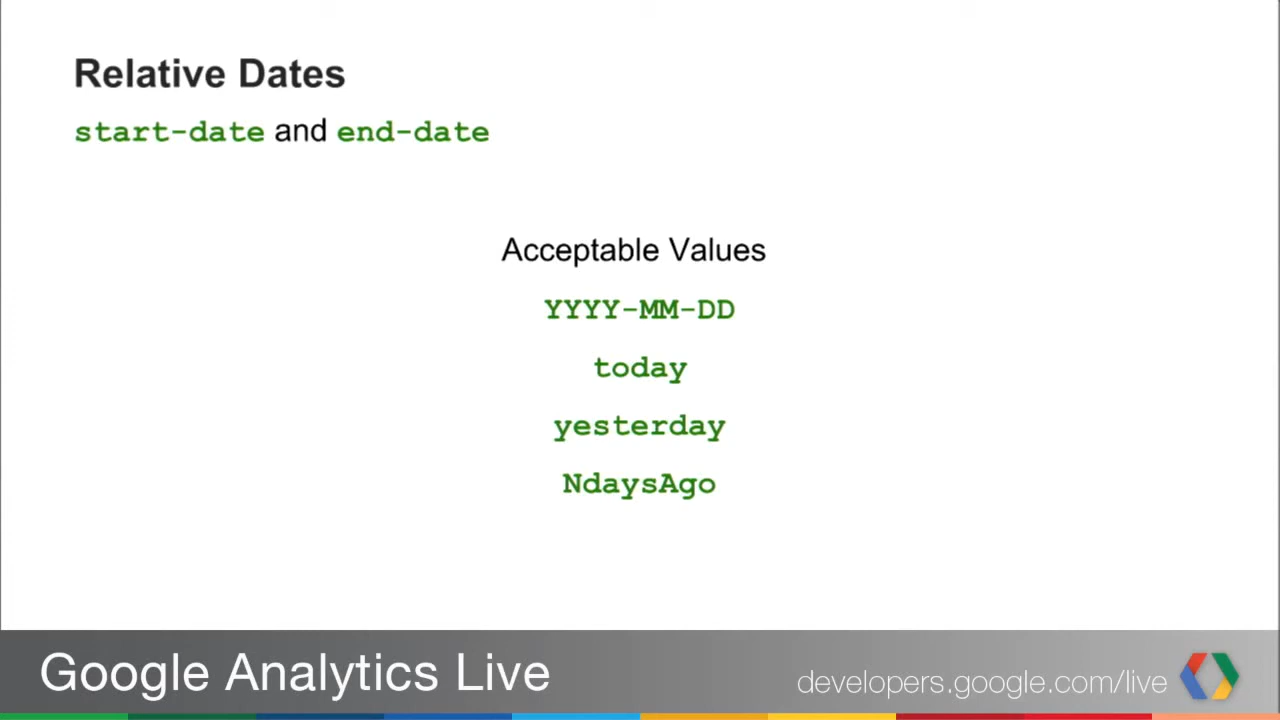 Relative Dates
start-date and end-date
Acceptable Values
YYYY-MM-DD
today
yesterday
NdaysAgo
Google Analytics Live
developers.google.com/live